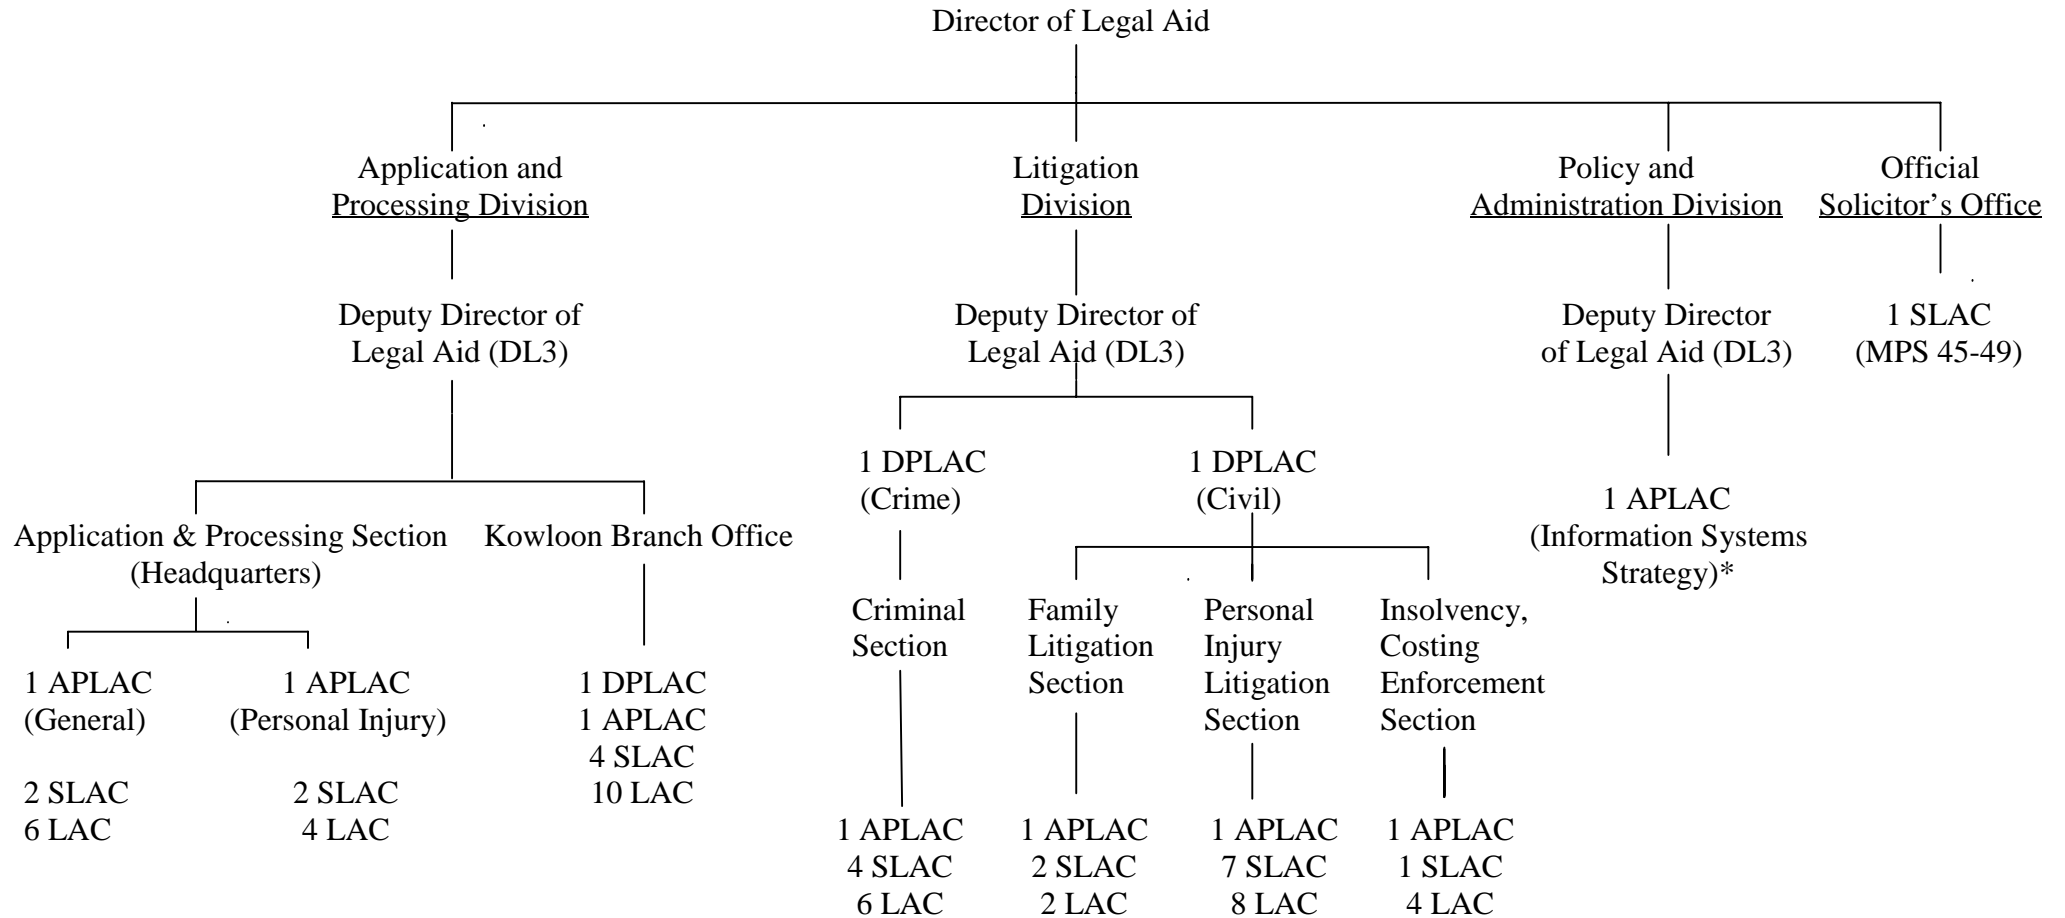 Director of Legal Aid
Application and
Processing Division
Litigation
Division
Policy and
Administration Division
Official
Solicitor’s Office
Deputy Director of
Legal Aid (DL3)
Deputy Director of
Legal Aid (DL3)
Deputy Director
of Legal Aid (DL3)
1 SLAC
(MPS 45-49)
1 DPLAC
(Crime)
1 DPLAC
(Civil)
1 APLAC
(Information Systems
Strategy)*
Application & Processing Section
(Headquarters)
Kowloon Branch Office
Criminal
Section
Family
Litigation
Section
Personal
Injury
Litigation
Section
Insolvency,
Costing
Enforcement
Section
1 APLAC
(General)
2 SLAC
6 LAC
1 APLAC
(Personal Injury)
2 SLAC
4 LAC
1 DPLAC
1 APLAC
4 SLAC
10 LAC
1 APLAC
4 SLAC
6 LAC
1 APLAC
2 SLAC
2 LAC
1 APLAC
7 SLAC
8 LAC
1 APLAC
1 SLAC
4 LAC